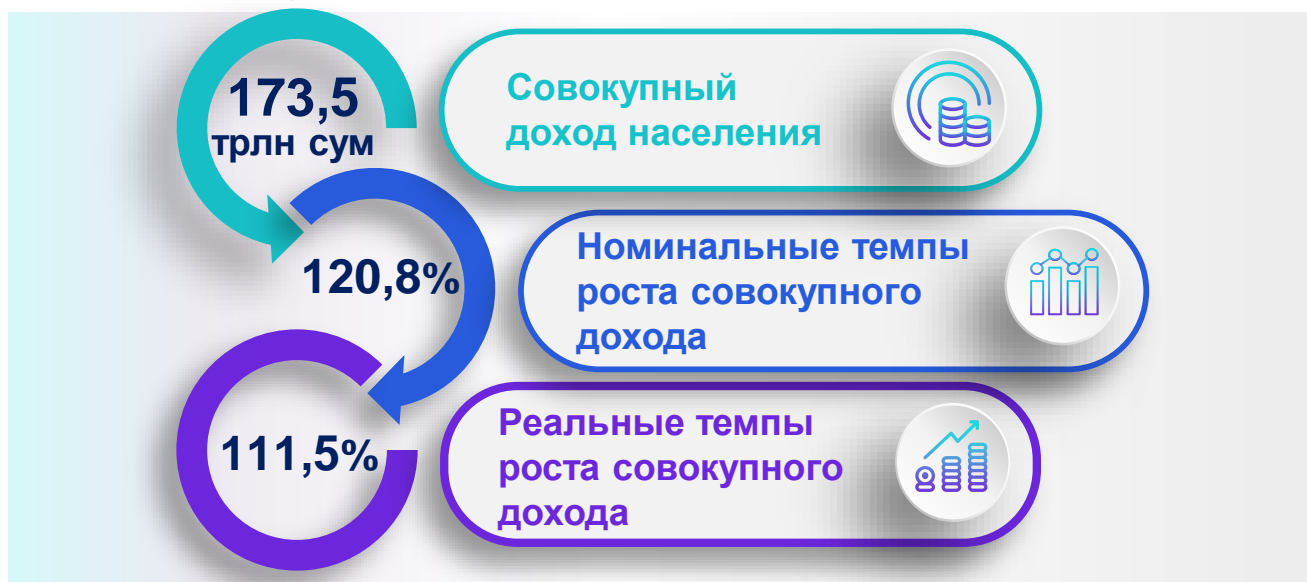 173,5
трлн сум
Совокупный
доход населения
120,8%
Номинальные темпы
роста совокупного
дохода
111,5%
Реальные темпы
роста совокупного
дохода